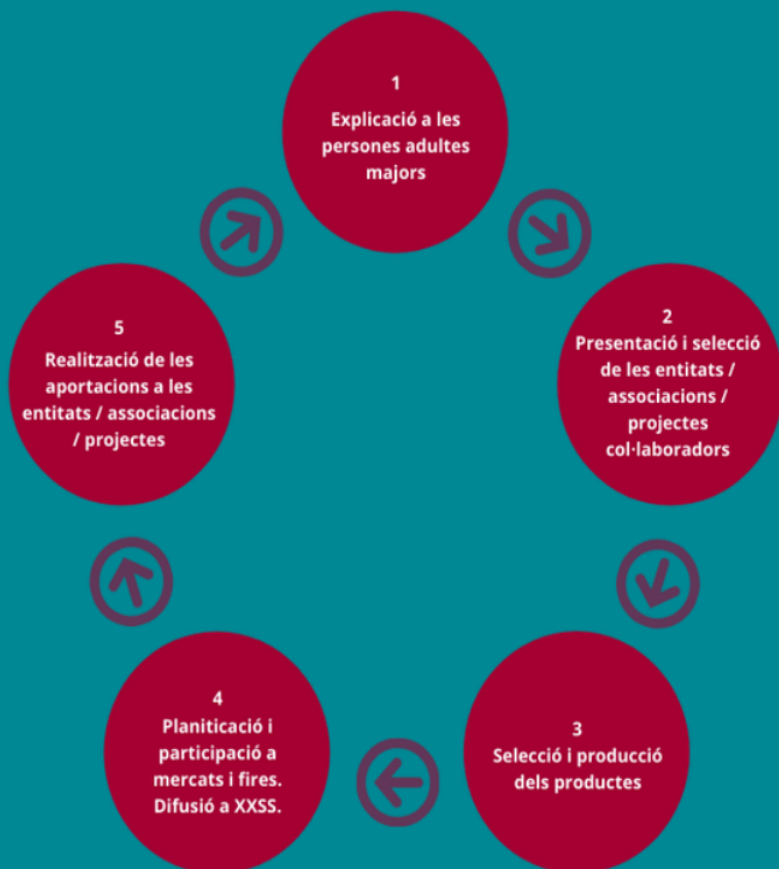 1
Explicació a les
persones adultes
majors
2
Presentació i selecció
de les entitats /
associacions /
projectes
col·laboradors
3
Selecció i producció
dels productes
4
Planiticació i
participació a
mercats i fires.
Difusió a XXSS.
5
Realització de les
aportacions a les
entitats / associacions
/ projectes